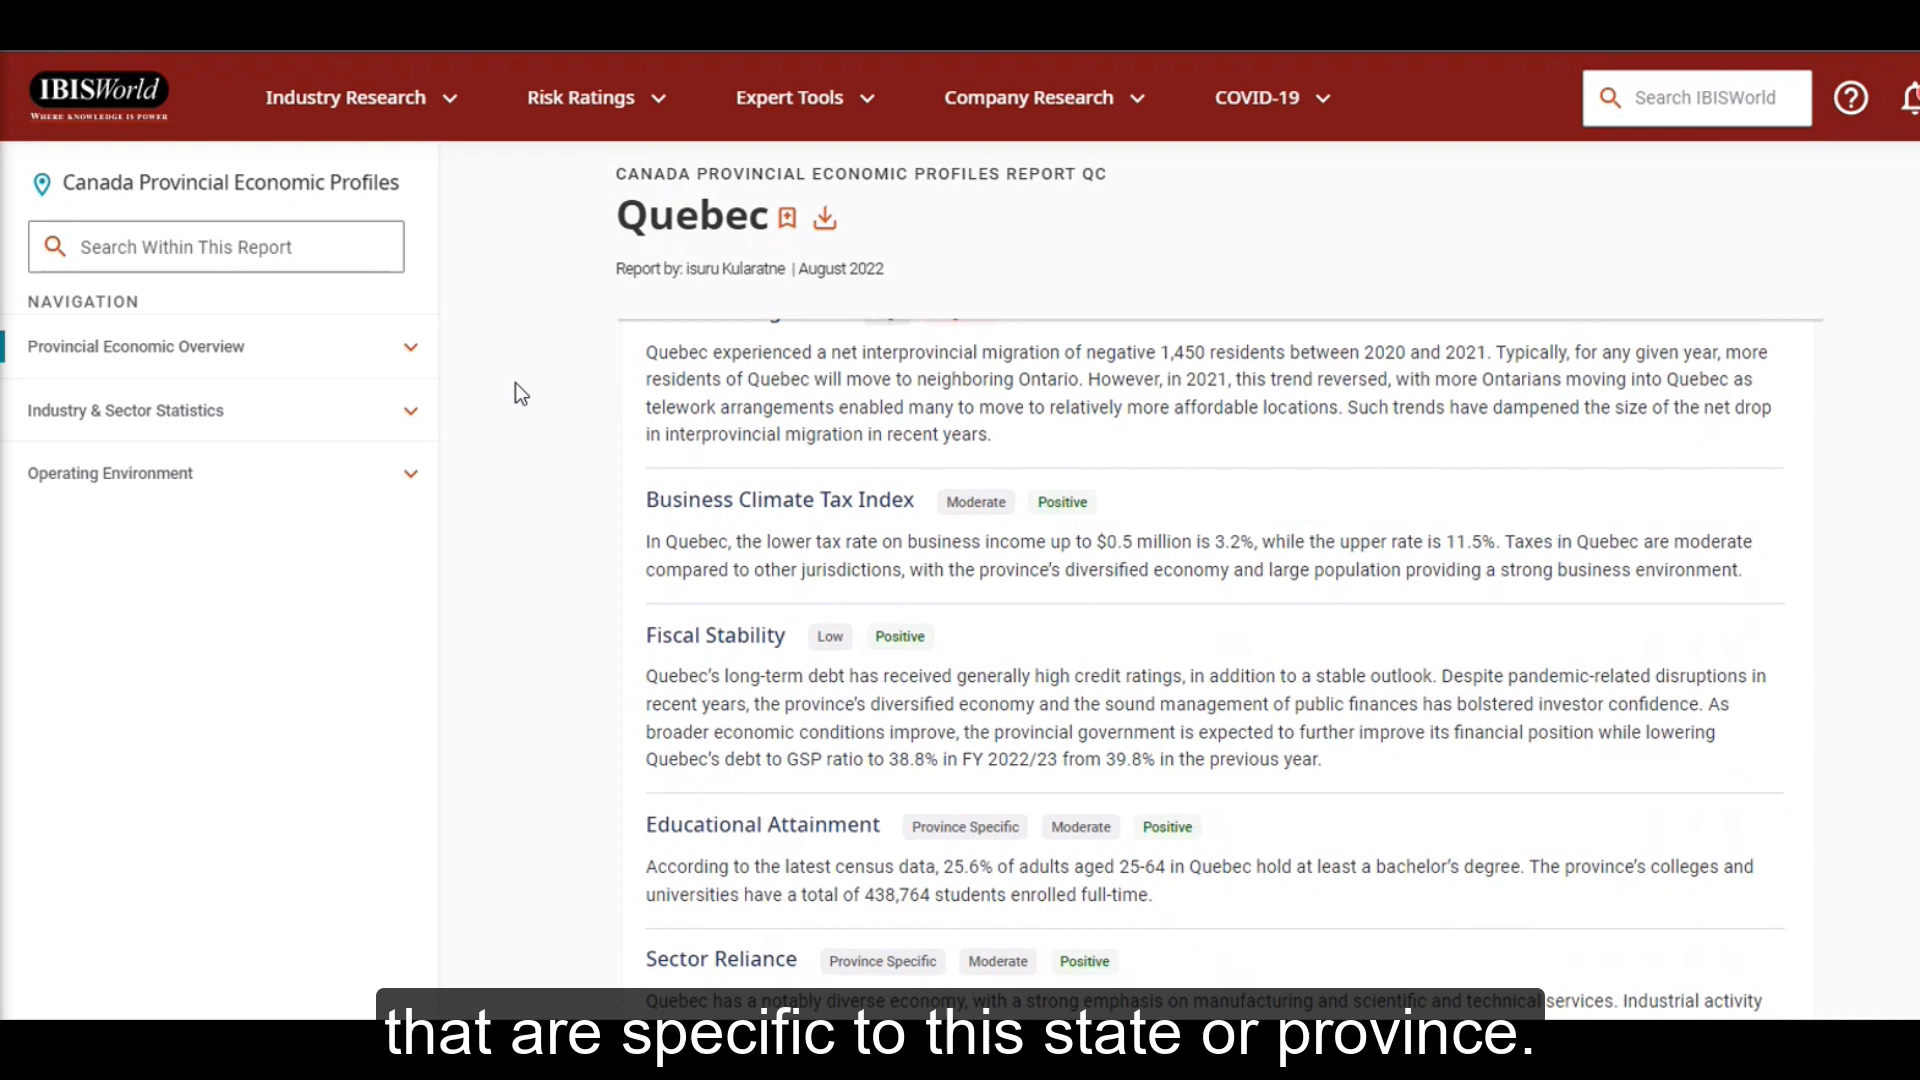 IBISWorld
WHERE KNOWLEDGE IS POWER
Industry Research
Risk Ratings
Expert Tools
Company Research
COVID-19
Search IBISWorld
Canada Provincial Economic Profiles
Search Within This Report
NAVIGATION
Provincial Economic Overview
Industry & Sector Statistics
Operating Environment
CANADA PROVINCIAL ECONOMIC PROFILES REPORT QC
Quebec
Report by: isuru Kularatne | August 2022
Quebec experienced a net interprovincial migration of negative 1,450 residents between 2020 and 2021. Typically, for any given year, more
residents of Quebec will move to neighboring Ontario. However, in 2021, this trend reversed, with more Ontarians moving into Quebec as
telework arrangements enabled many to move to relatively more affordable locations. Such trends have dampened the size of the net drop
in interprovincial migration in recent years.
Business Climate Tax Index Moderate Positive
In Quebec, the lower tax rate on business income up to $0.5 million is 3.2%, while the upper rate is 11.5%. Taxes in Quebec are moderate
compared to other jurisdictions, with the province's diversified economy and large population providing a strong business environment.
Fiscal Stability Low Positive
Quebec's long-term debt has received generally high credit ratings, in addition to a stable outlook. Despite pandemic-related disruptions in
recent years, the province's diversified economy and the sound management of public finances has bolstered investor confidence. As
broader economic conditions improve, the provincial government is expected to further improve its financial position while lowering
Quebec's debt to GSP ratio to 38.8% in FY 2022/23 from 39.8% in the previous year.
Educational Attainment Province Specific Moderate Positive
According to the latest census data, 25.6% of adults aged 25-64 in Quebec hold at least a bachelor's degree. The province's colleges and
universities have a total of 438,764 students enrolled full-time.
Sector Reliance Province Specific Moderate Positive
Quebec has a notably diverse economy, with a strong emphasis on manufacturing and scientific and technical services. Industrial activity
that are specific to this state or province.